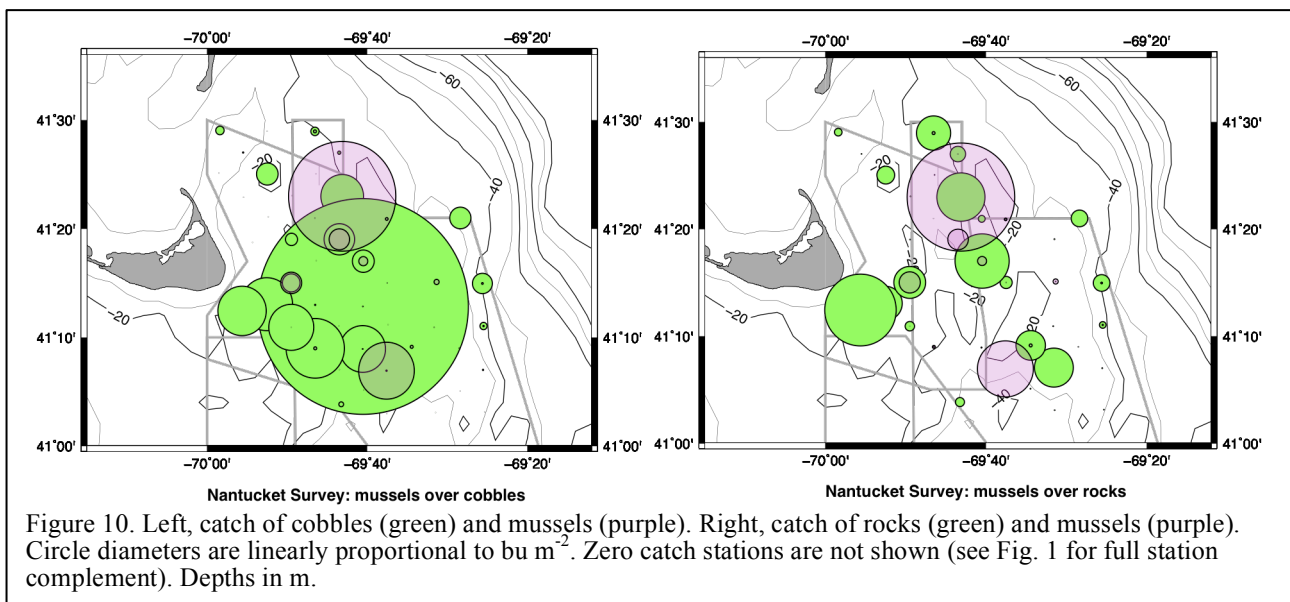 −70˚00' −69˚40' −69˚20'
−70˚00' −69˚40' −69˚20'
−60
−60
41˚30' 41˚30'
41˚30' 41˚30'
−20
−40
−20
−40
41˚20' 41˚20'
41˚20' 41˚20'
−20
−20
−20
−20
41˚10' 41˚10'
41˚10' 41˚10'
−20
−40
41˚00' 41˚00'
41˚00' 41˚00'
−70˚00' −69˚40' −69˚20'
−70˚00' −69˚40' −69˚20'
Nantucket Survey: mussels over cobbles
Nantucket Survey: mussels over rocks
Figure 10. Left, catch of cobbles (green) and mussels (purple). Right, catch of rocks (green) and mussels (purple).
Circle diameters are linearly proportional to bu m⁻². Zero catch stations are not shown (see Fig. 1 for full station
complement). Depths in m.